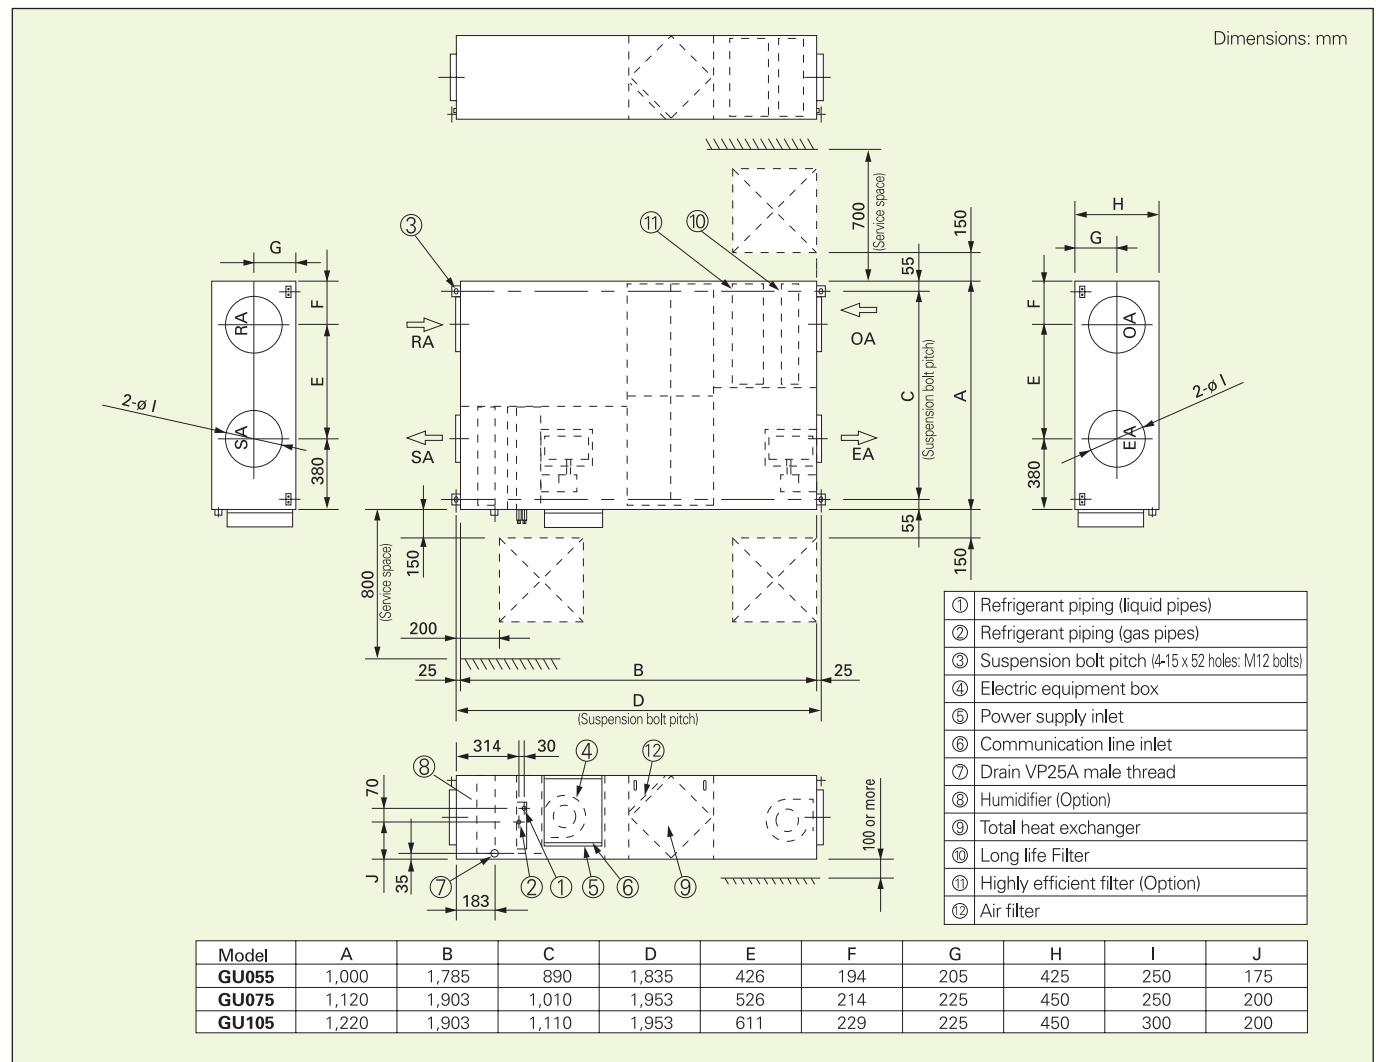 Dimensions: mm
③
⑪
⑩
700
(Service space)
150
55
G
F
E
RA
SA
2-ø I
380
RA
SA
OA
EA
C
(Suspension bolt pitch)
A
H
G
F
E
OA
EA
2-ø I
380
800
(Service space)
150
55
150
200
25
B
25
D
(Suspension bolt pitch)
314
30
④
⑫
⑧
70
J
35
183
⑦
②
①
⑤
⑥
⑨
100 or more
① Refrigerant piping (liquid pipes)
② Refrigerant piping (gas pipes)
③ Suspension bolt pitch (4-15 x 52 holes: M12 bolts)
④ Electric equipment box
⑤ Power supply inlet
⑥ Communication line inlet
⑦ Drain VP25A male thread
⑧ Humidifier (Option)
⑨ Total heat exchanger
⑩ Long life Filter
⑪ Highly efficient filter (Option)
⑫ Air filter
Model A B C D E F G H I J
GU055 1,000 1,785 890 1,835 426 194 205 425 250 175
GU075 1,120 1,903 1,010 1,953 526 214 225 450 250 200
GU105 1,220 1,903 1,110 1,953 611 229 225 450 300 200